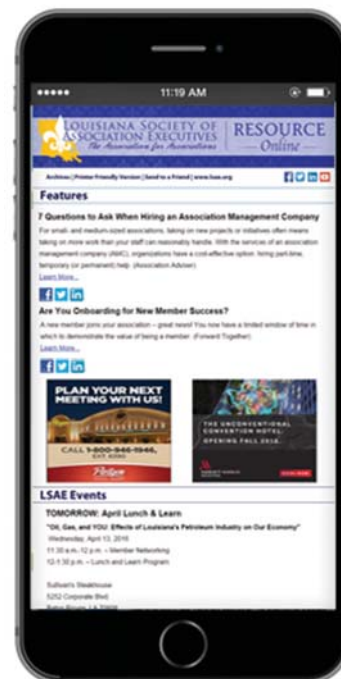 11:19 AM
LOUISIANA SOCIETY OF
ASSOCIATION EXECUTIVES
The Association for Associations
RESOURCE
Online
Archives | Printer Friendly Version | Send to a Friend | www.lsae.org
Features
7 Questions to Ask When Hiring an Association Management Company
For small- and medium-sized associations, taking on new projects or initiatives often means
taking on more work than your staff can reasonably handle. With the services of an association
management company (AMC), organizations have a cost-effective option: hiring part-time,
temporary (or permanent) help. (Association Adviser)
Learn More...
Are You Onboarding for New Member Success?
A new member joins your association – great news! You now have a limited window of time in
which to demonstrate the value of being a member. (Forward Together)
Learn More...
PLAN YOUR NEXT
MEETING WITH US!
CALL 1-800-946-1946,
THE UNCONVENTIONAL
CONVENTION HOTEL.
OPENING FALL 2016.
LSAE Events
TOMORROW: April Lunch & Learn
"Oil, Gas, and YOU: Effects of Louisiana's Petroleum Industry on Our Economy"
Wednesday, April 13, 2016
11:30 a.m.-12 p.m. – Member Networking
12-1:30 p.m. – Lunch and Learn Program
Sullivan's Steakhouse
5252 Corporate Blvd.